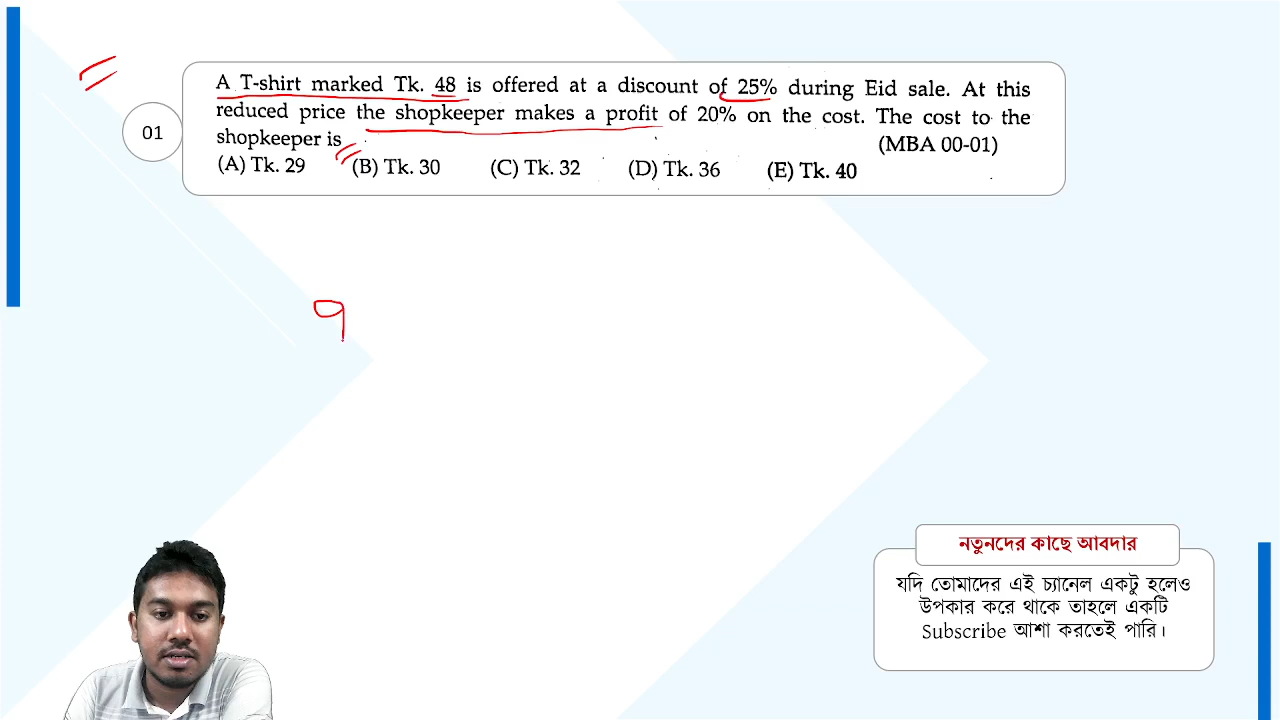 01
A T-shirt marked Tk. 48 is offered at a discount of 25% during Eid sale. At this
reduced price the shopkeeper makes a profit of 20% on the cost. The cost to the
shopkeeper is (MBA 00-01)
(A) Tk. 29 (B) Tk. 30 (C) Tk. 32 (D) Tk. 36 (E) Tk. 40
নতুনদের কাছে আবদার
যদি তোমাদের এই চ্যানেল একটু হলেও
উপকার করে থাকে তাহলে একটি
Subscribe আশা করতেই পারি।